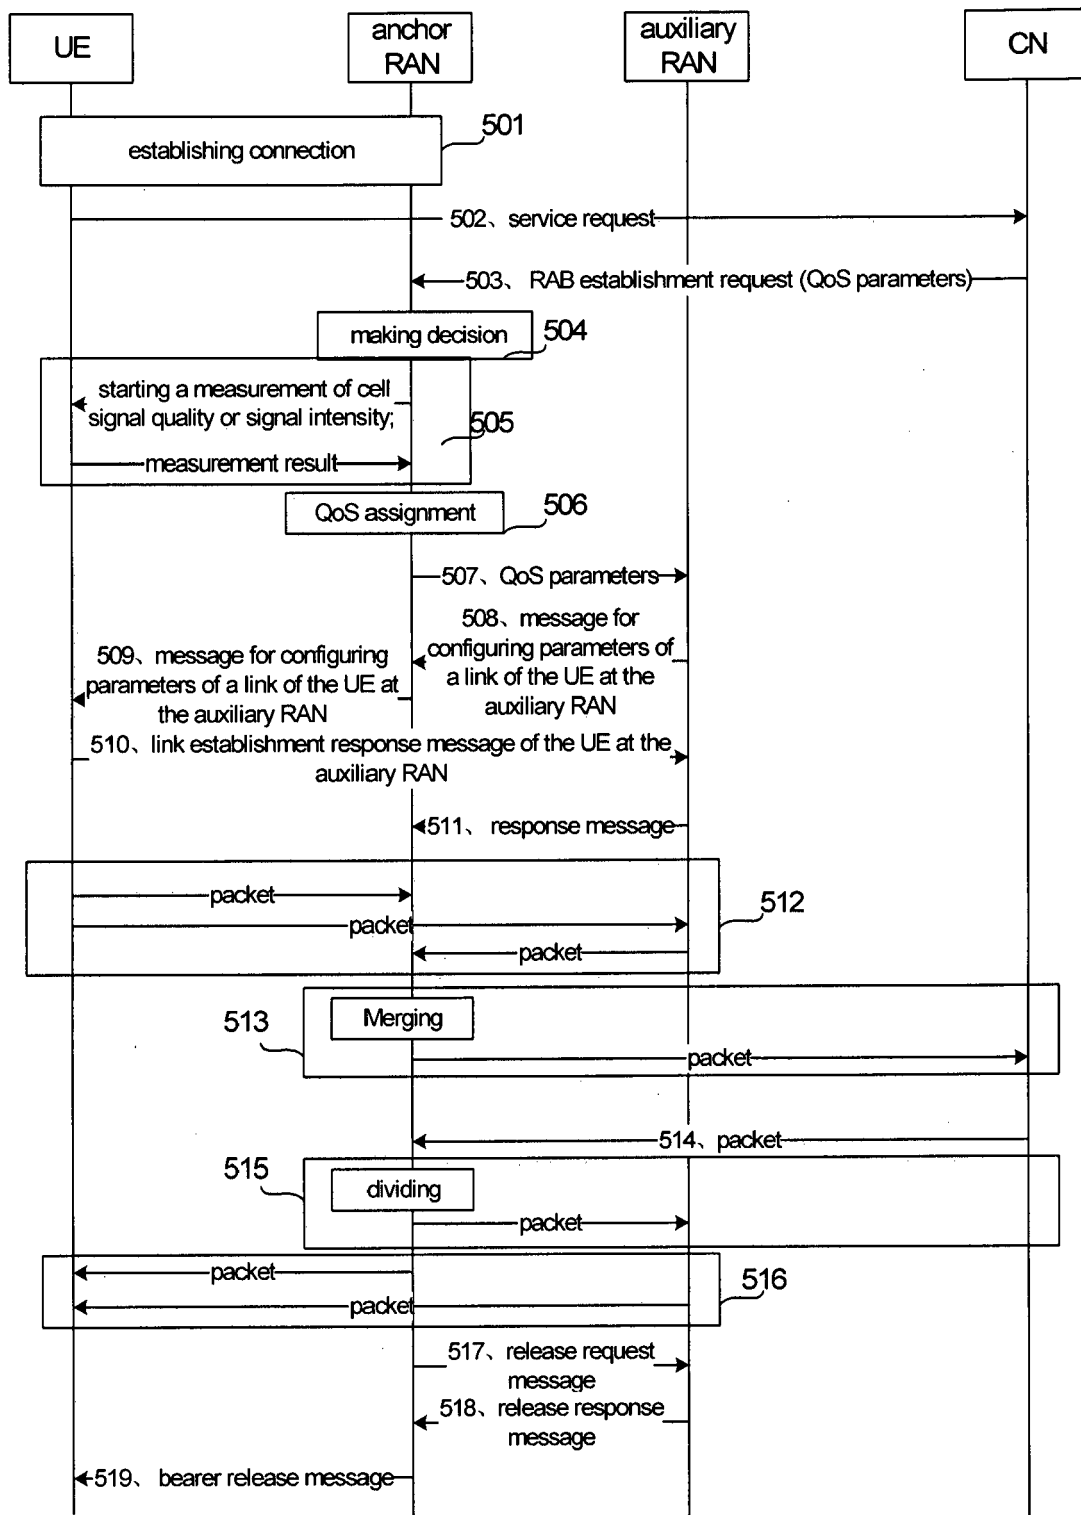 UE
anchor
RAN
auxiliary
RAN
CN
establishing connection
501
502、service request
503、 RAB establishment request (QoS parameters)
making decision
504
starting a measurement of cell
signal quality or signal intensity;
505
measurement result
QoS assignment
506
507、QoS parameters
508、message for
configuring parameters of
a link of the UE at the
auxiliary RAN
509、message for configuring
parameters of a link of the UE at
the auxiliary RAN
510、link establishment response message of the UE at the
auxiliary RAN
511、 response message
packet
packet
packet
512
513
Merging
packet
514、packet
515
dividing
packet
packet
packet
516
517、release request
message
518、release response
message
519、 bearer release message